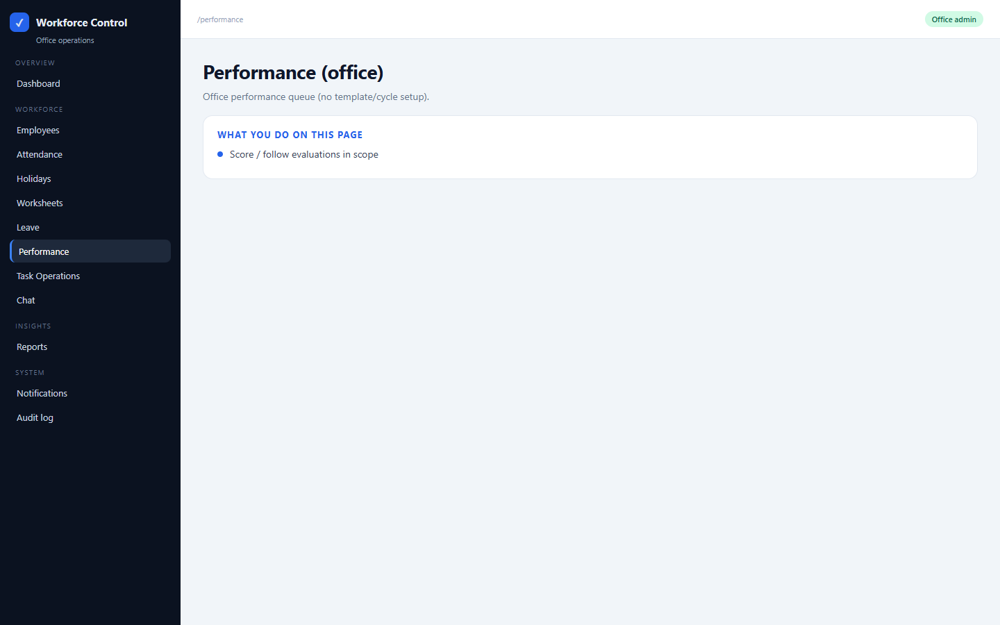 Workforce Control
Office operations
OVERVIEW
Dashboard
WORKFORCE
Employees
Attendance
Holidays
Worksheets
Leave
Performance
Task Operations
Chat
INSIGHTS
Reports
SYSTEM
Notifications
Audit log
/performance
Office admin
Performance (office)
Office performance queue (no template/cycle setup).
WHAT YOU DO ON THIS PAGE
Score / follow evaluations in scope